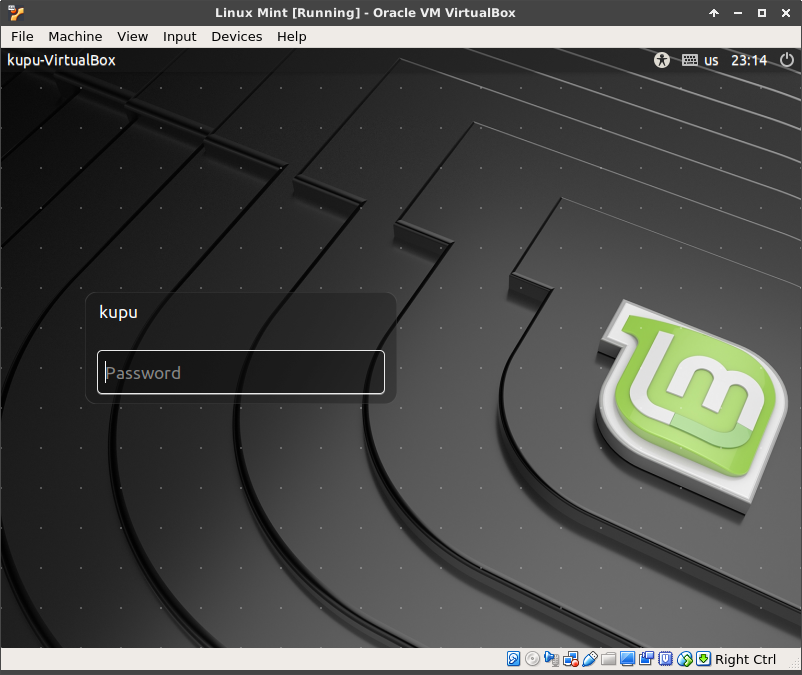 Linux Mint [Running] - Oracle VM VirtualBox
File Machine View Input Devices Help
kupu-VirtualBox us 23:14
kupu
Password
Right Ctrl